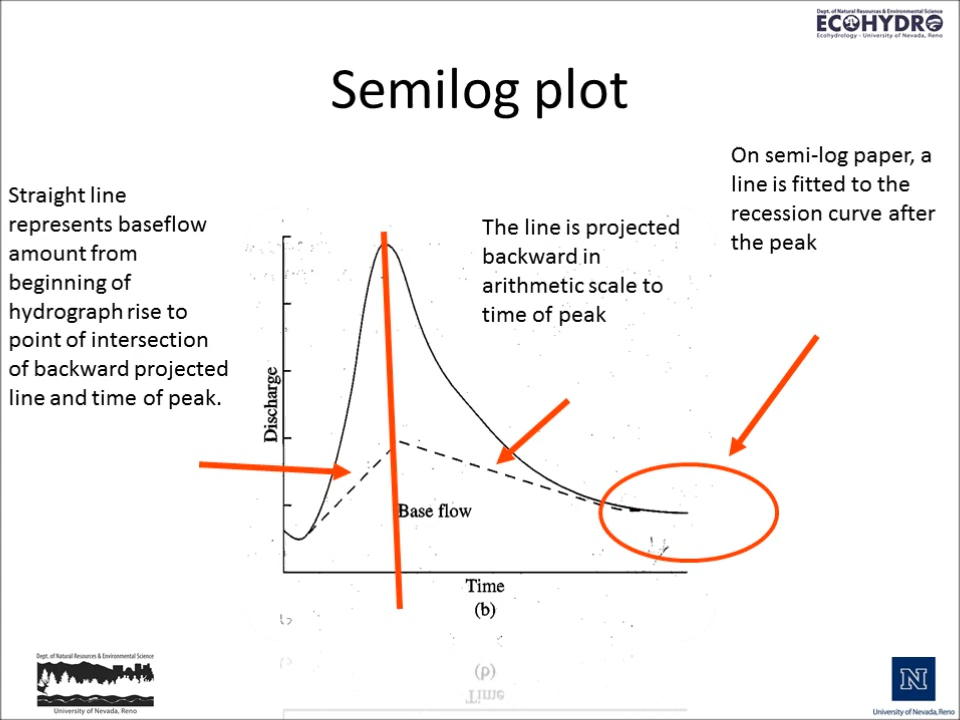 Dept. of Natural Resources & Environmental Science
ECOHYDRO
Ecohydrology - University of Nevada, Reno
Semilog plot
Straight line
represents baseflow
amount from
beginning of
hydrograph rise to
point of intersection
of backward projected
line and time of peak.
The line is projected
backward in
arithmetic scale to
time of peak
On semi-log paper, a
line is fitted to the
recession curve after
the peak
Discharge
Base flow
Time
(b)
(b)
Time
Dept. of Natural Resources & Environmental Science
University of Nevada, Reno
N
University of Nevada, Reno